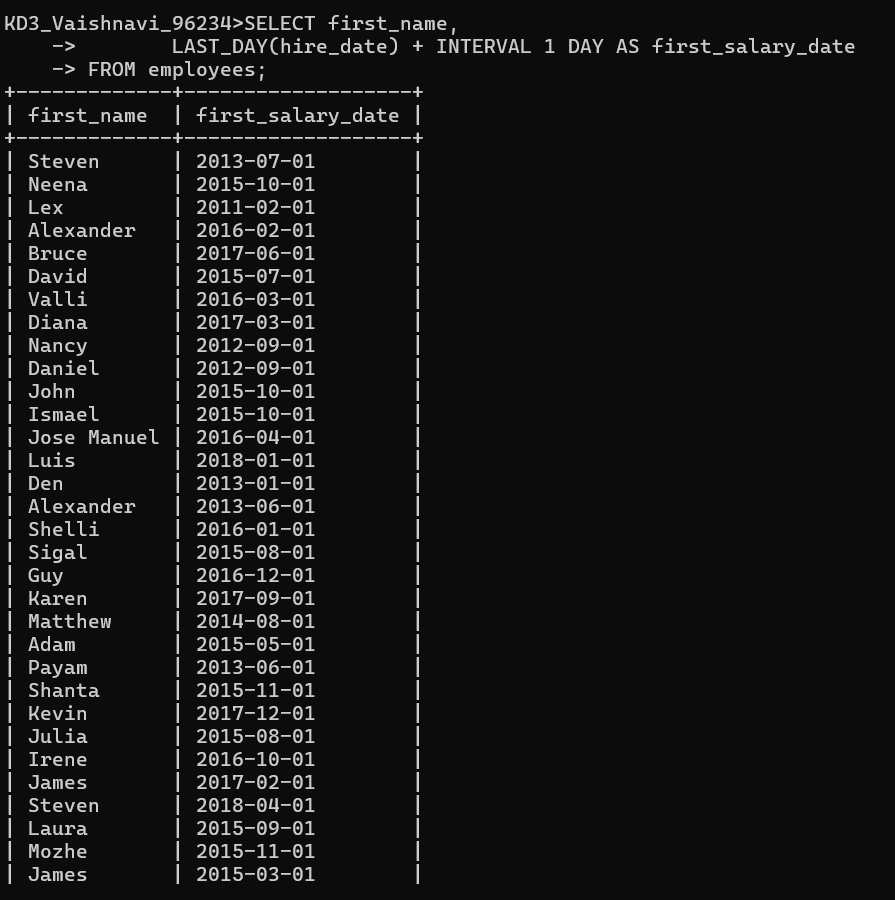 KD3_Vaishnavi_96234>SELECT first_name,
    ->        LAST_DAY(hire_date) + INTERVAL 1 DAY AS first_salary_date
    -> FROM employees;
+-------------+-------------------+
| first_name  | first_salary_date |
+-------------+-------------------+
| Steven      | 2013-07-01        |
| Neena       | 2015-10-01        |
| Lex         | 2011-02-01        |
| Alexander   | 2016-02-01        |
| Bruce       | 2017-06-01        |
| David       | 2015-07-01        |
| Valli       | 2016-03-01        |
| Diana       | 2017-03-01        |
| Nancy       | 2012-09-01        |
| Daniel      | 2012-09-01        |
| John        | 2015-10-01        |
| Ismael      | 2015-10-01        |
| Jose Manuel | 2016-04-01        |
| Luis        | 2018-01-01        |
| Den         | 2013-01-01        |
| Alexander   | 2013-06-01        |
| Shelli      | 2016-01-01        |
| Sigal       | 2015-08-01        |
| Guy         | 2016-12-01        |
| Karen       | 2017-09-01        |
| Matthew     | 2014-08-01        |
| Adam        | 2015-05-01        |
| Payam       | 2013-06-01        |
| Shanta      | 2015-11-01        |
| Kevin       | 2017-12-01        |
| Julia       | 2015-08-01        |
| Irene       | 2016-10-01        |
| James       | 2017-02-01        |
| Steven      | 2018-04-01        |
| Laura       | 2015-09-01        |
| Mozhe       | 2015-11-01        |
| James       | 2015-03-01        |